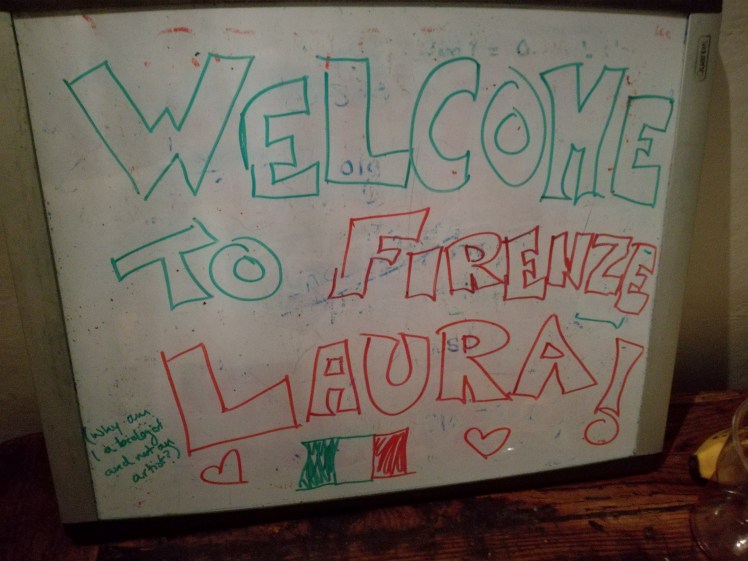 WELCOME
TO FIRENZE
LAURA!
(Why am
I a biologist
and not an
artist?)